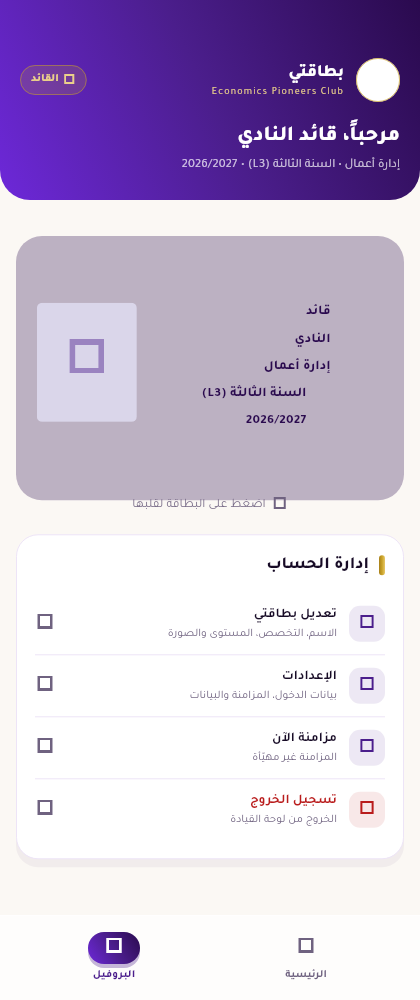 بطاقتي
Economics Pioneers Club
القائد
مرحباً، قائد النادي
إدارة أعمال • السنة الثالثة (L3) • 2026/2027
قائد
النادي
إدارة أعمال
السنة الثالثة (L3)
2026/2027
اضغط على البطاقة لقلبها
إدارة الحساب
تعديل بطاقتي
الاسم، التخصص، المستوى والصورة
الإعدادات
بيانات الدخول، المزامنة والبيانات
مزامنة الآن
المزامنة غير مهيّأة
تسجيل الخروج
الخروج من لوحة القيادة
الرئيسية
البروفيل